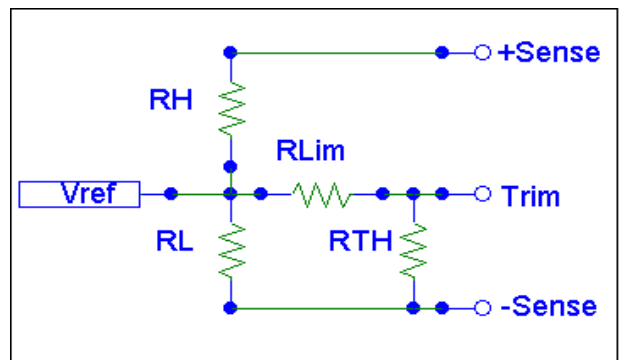 +Sense
RH
RLim
Vref
Trim
RL
RTH
-Sense